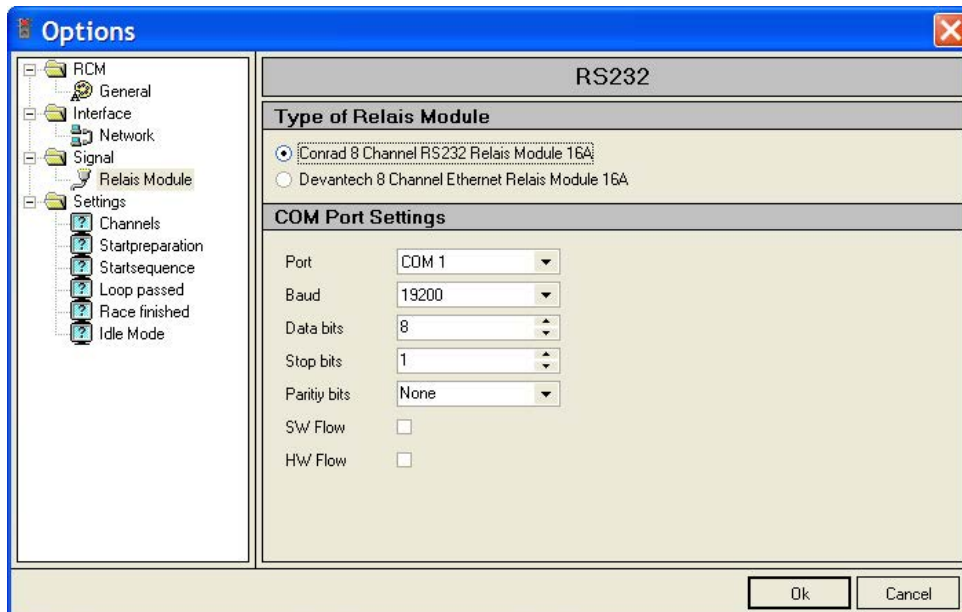 Options
RCM
General
Interface
Network
Signal
Relais Module
Settings
Channels
Startpreparation
Startsequence
Loop passed
Race finished
Idle Mode
RS232
Type of Relais Module
Conrad 8 Channel RS232 Relais Module 16A
Devantech 8 Channel Ethernet Relais Module 16A
COM Port Settings
Port COM 1
Baud 19200
Data bits 8
Stop bits 1
Paritiy bits None
SW Flow
HW Flow
Ok Cancel